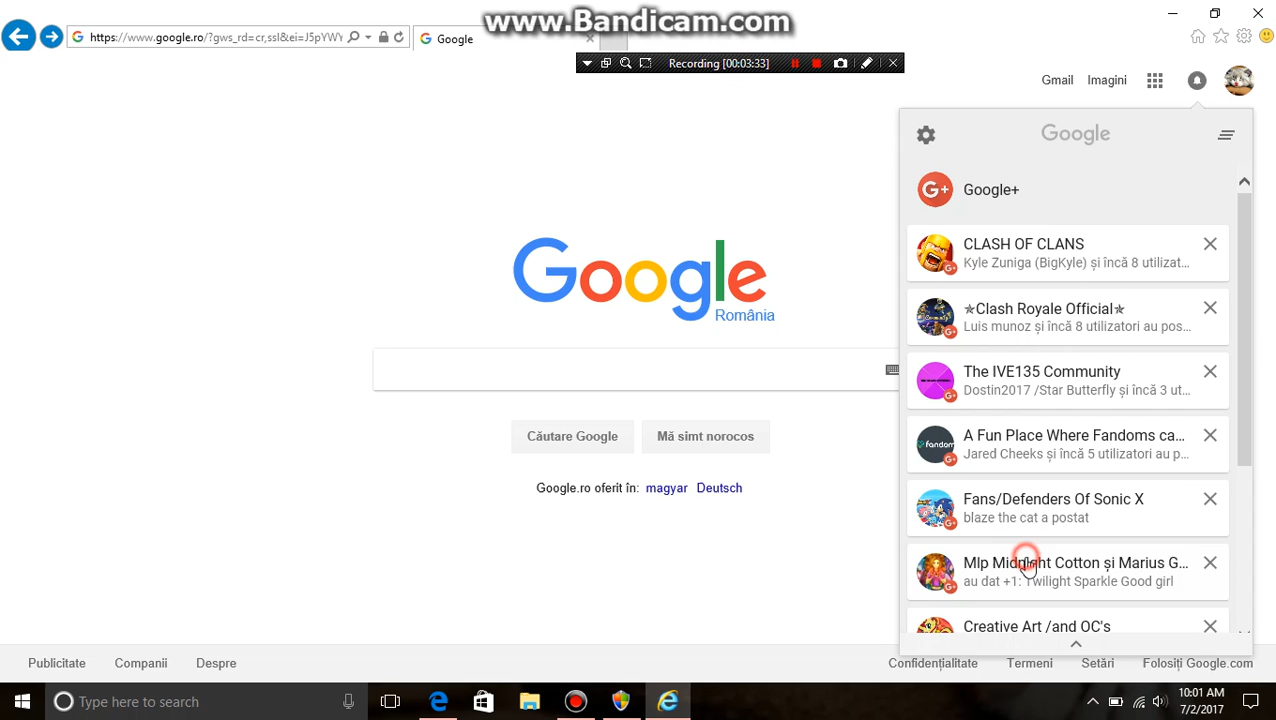 www.Bandicam.com
https://www.google.ro/?gws_rd=cr,ssl&ei=J5pYWY
Google
Recording [00:03:33]
Gmail
Imagini
Google
G+
Google+
CLASH OF CLANS
Kyle Zuniga (BigKyle) și încă 8 utilizat...
✯Clash Royale Official✯
Luis munoz și încă 8 utilizatori au pos...
The IVE135 Community
Dostin2017 /Star Butterfly și încă 3 ut...
fandom
A Fun Place Where Fandoms ca...
Jared Cheeks și încă 5 utilizatori au p...
Fans/Defenders Of Sonic X
blaze the cat a postat
Mlp Midnight Cotton și Marius G...
au dat +1: Twilight Sparkle Good girl
Creative Art /and OC's
Google
România
Căutare Google
Mă simt norocos
Google.ro oferit în: magyar Deutsch
Publicitate
Companii
Despre
Confidențialitate
Termeni
Setări
Folosiți Google.com
Type here to search
10:01 AM
7/2/2017